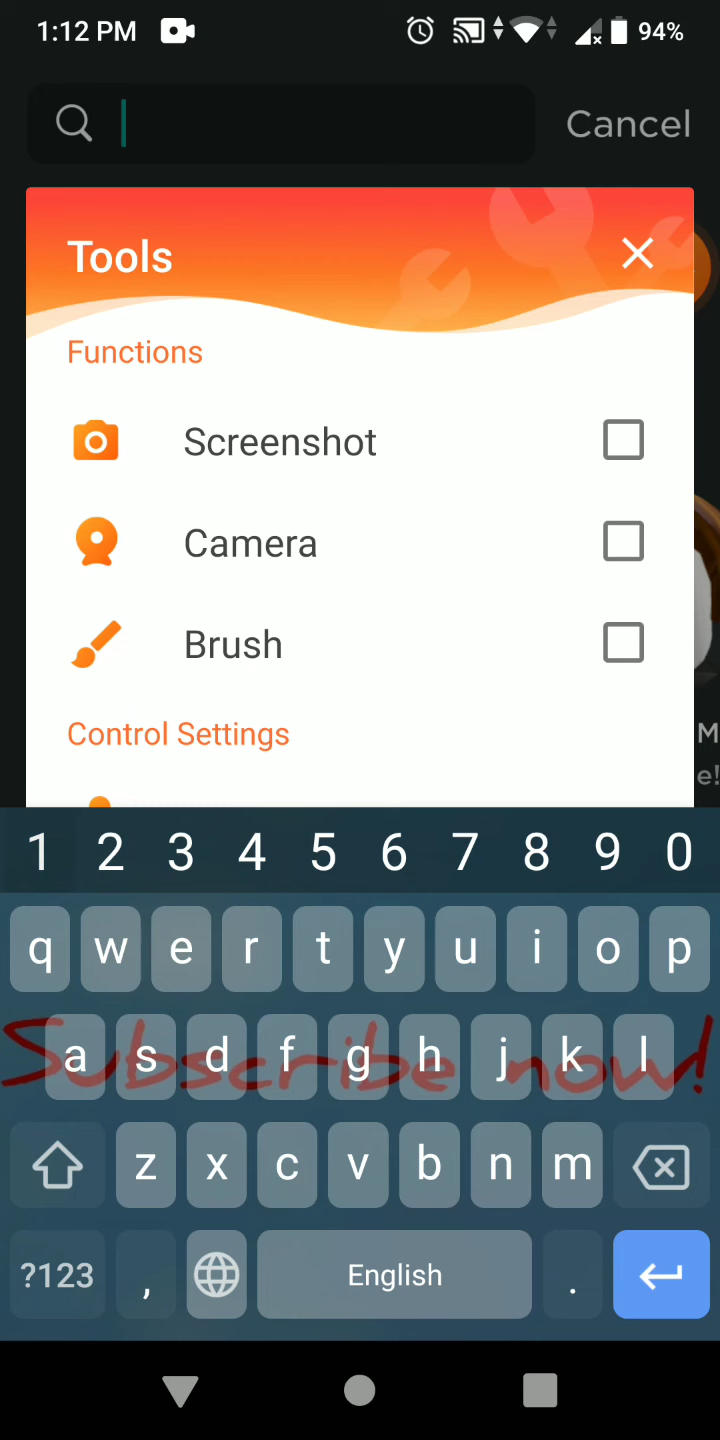 1:12 PM 94%
Cancel
Tools
Functions
Screenshot
Camera
Brush
Control Settings
M
e!
1 2 3 4 5 6 7 8 9 0
q w e r t y u i o p
Subscribe now!
a s d f g h j k l
z x c v b n m
?123 , English .